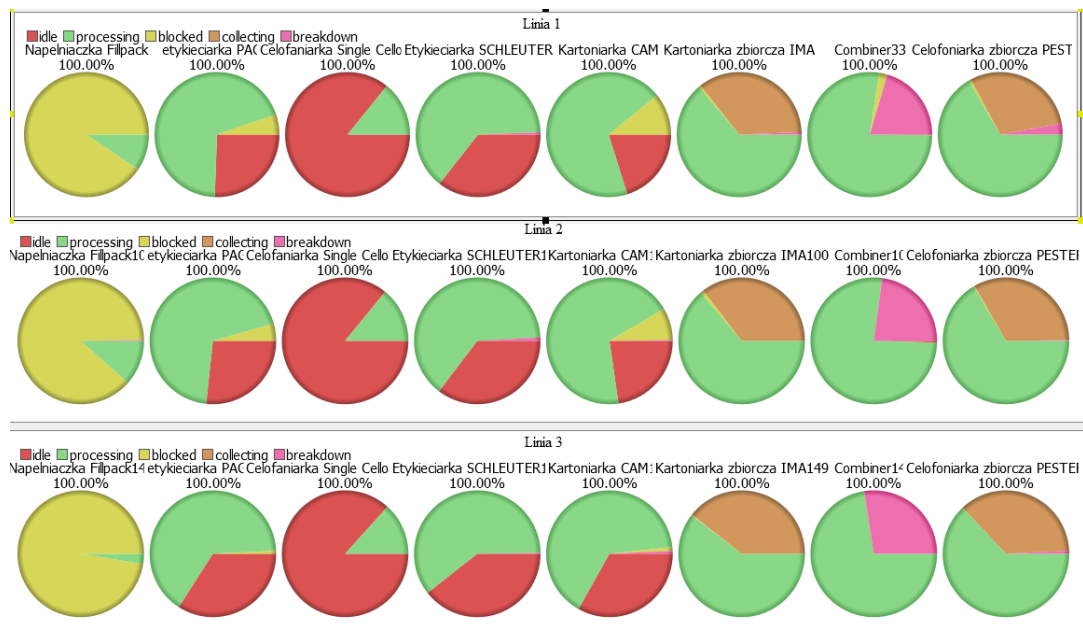 Linia 1
idle processing blocked collecting breakdown
Napelniaczka Fillpack etykieciarka PAC Celofaniarka Single Cello Etykieciarka SCHLEUTER Kartoniarka CAM Kartoniarka zbiorcza IMA Combiner33 Celofoniarka zbiorcza PEST
100.00% 100.00% 100.00% 100.00% 100.00% 100.00% 100.00% 100.00%
Linia 2
idle processing blocked collecting breakdown
Napelniaczka Fillpack10 etykieciarka PAC Celofaniarka Single Cello Etykieciarka SCHLEUTER1 Kartoniarka CAM1 Kartoniarka zbiorcza IMA100 Combiner10 Celofoniarka zbiorcza PESTER
100.00% 100.00% 100.00% 100.00% 100.00% 100.00% 100.00% 100.00%
Linia 3
idle processing blocked collecting breakdown
Napelniaczka Fillpack14 etykieciarka PAC Celofaniarka Single Cello Etykieciarka SCHLEUTER1 Kartoniarka CAM1 Kartoniarka zbiorcza IMA149 Combiner14 Celofoniarka zbiorcza PESTER
100.00% 100.00% 100.00% 100.00% 100.00% 100.00% 100.00% 100.00%